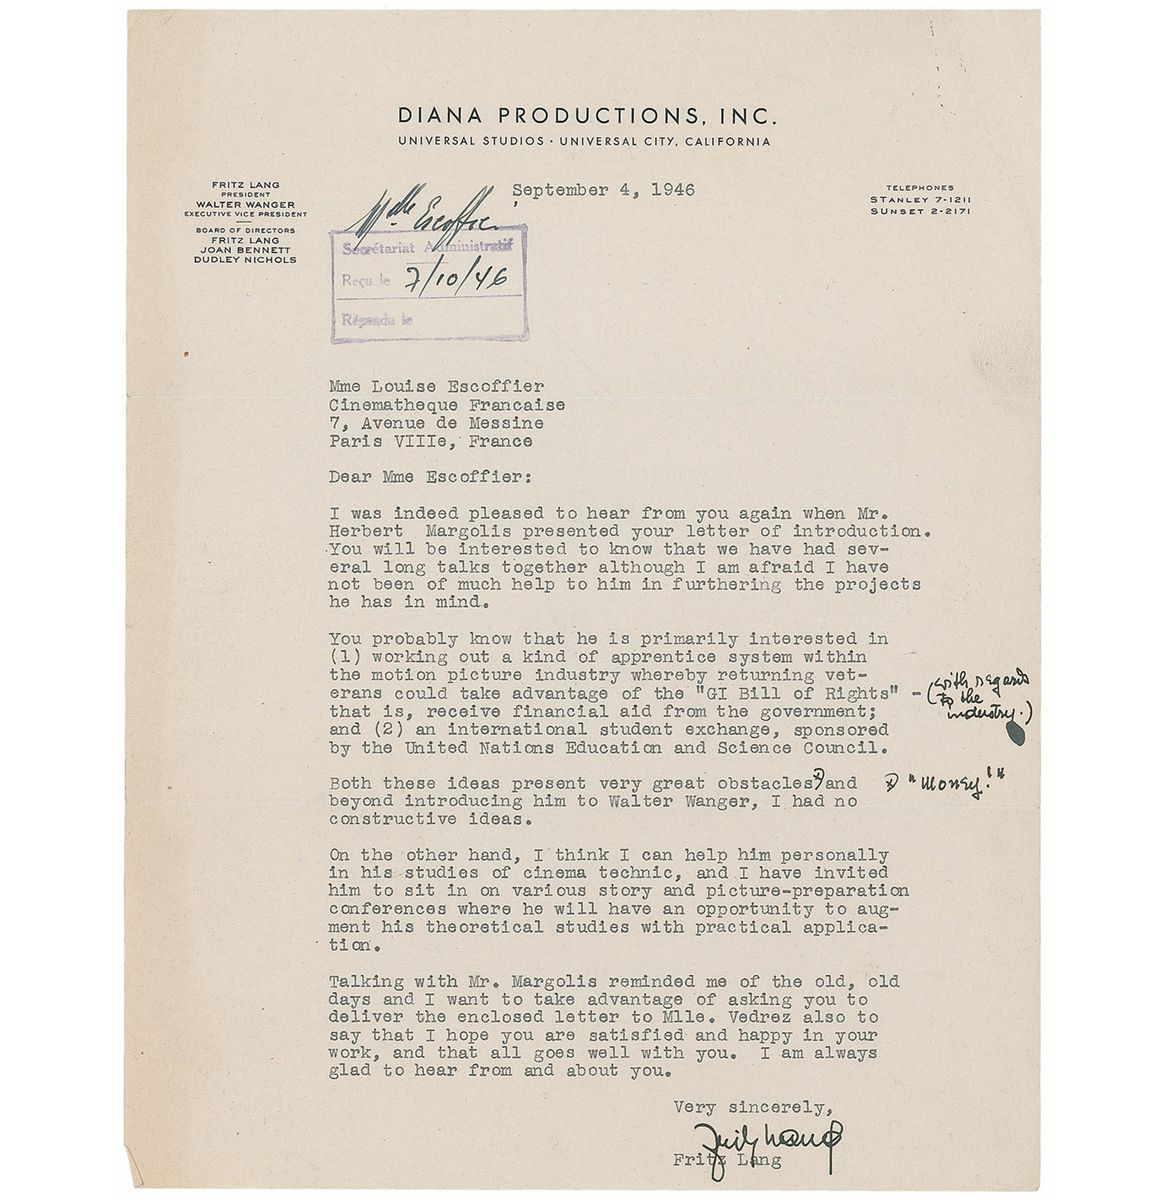 DIANA PRODUCTIONS, INC.
UNIVERSAL STUDIOS · UNIVERSAL CITY, CALIFORNIA
FRITZ LANG
PRESIDENT
WALTER WANGER
EXECUTIVE VICE PRESIDENT
BOARD OF DIRECTORS
FRITZ LANG
JOAN BENNETT
DUDLEY NICHOLS
September 4, 1946
TELEPHONES
STANLEY 7-1211
SUNSET 2-2171
Melle Escoffier
Secrétariat Administratif
Reçu le 7/10/46
Répondu le
Mme Louise Escoffier
Cinematheque Francaise
7, Avenue de Messine
Paris VIIIe, France
Dear Mme Escoffier:
I was indeed pleased to hear from you again when Mr.
Herbert Margolis presented your letter of introduction.
You will be interested to know that we have had sev-
eral long talks together although I am afraid I have
not been of much help to him in furthering the projects
he has in mind.
You probably know that he is primarily interested in
(1) working out a kind of apprentice system within
the motion picture industry whereby returning vet-
erans could take advantage of the "GI Bill of Rights" -
that is, receive financial aid from the government;
and (2) an international student exchange, sponsored
by the United Nations Education and Science Council.
(with regards
to the
industry.)
Both these ideas present very great obstacles and
beyond introducing him to Walter Wanger, I had no
constructive ideas.
"Money!"
On the other hand, I think I can help him personally
in his studies of cinema technic, and I have invited
him to sit in on various story and picture-preparation
conferences where he will have an opportunity to aug-
ment his theoretical studies with practical applica-
tion.
Talking with Mr. Margolis reminded me of the old, old
days and I want to take advantage of asking you to
deliver the enclosed letter to Mlle. Vedrez also to
say that I hope you are satisfied and happy in your
work, and that all goes well with you. I am always
glad to hear from and about you.
Very sincerely,
Fritz Lang
Fritz Lang